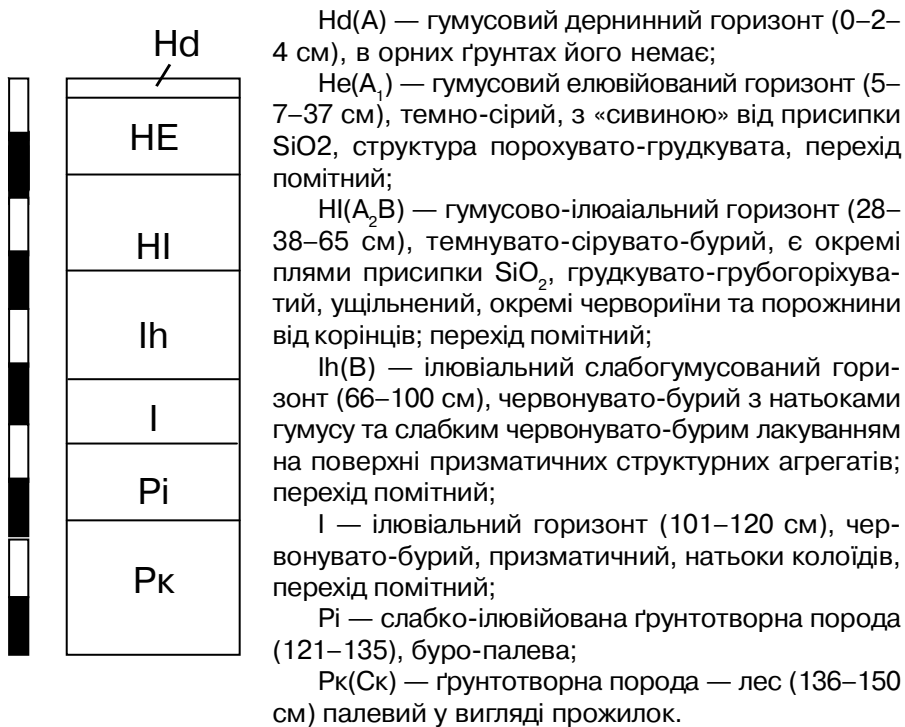 Hd
HE
HI
Ih
I
Pi
Рк
Hd(A) — гумусовий дернинний горизонт (0–2–
4 см), в орних ґрунтах його немає;
He(A₁) — гумусовий елювійований горизонт (5–
7–37 см), темно-сірий, з «сивиною» від присипки
SiO2, структура порохувато-грудкувата, перехід
помітний;
HI(A₂B) — гумусово-ілюаіальний горизонт (28–
38–65 см), темнувато-сірувато-бурий, є окремі
плями присипки SiO₂, грудкувато-грубогоріхува-
тий, ущільнений, окремі червориїни та порожнини
від корінців; перехід помітний;
Ih(B) — ілювіальний слабогумусований гори-
зонт (66–100 см), червонувато-бурий з натьоками
гумусу та слабким червонувато-бурим лакуванням
на поверхні призматичних структурних агрегатів;
перехід помітний;
I — ілювіальний горизонт (101–120 см), чер-
вонувато-бурий, призматичний, натьоки колоїдів,
перехід помітний;
Pi — слабко-ілювійована ґрунтотворна порода
(121–135), буро-палева;
Рк(Ск) — ґрунтотворна порода — лес (136–150
см) палевий у вигляді прожилок.